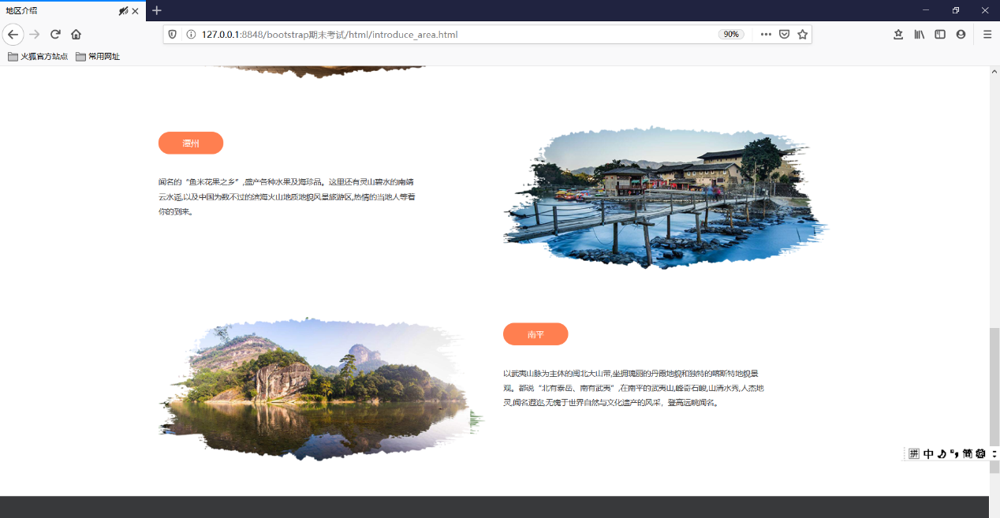 地区介绍
127.0.0.1:8848/bootstrap期末考试/html/introduce_area.html
90%
火狐官方站点 常用网址
漳州
闻名的“鱼米花果之乡”,盛产各种水果及海珍品。这里还有灵山碧水的南靖
云水谣,以及中国为数不过的滨海火山地质地貌风景旅游区,热情的当地人等着
你的到来。
南平
以武夷山脉为主体的闽北大山带,坐拥瑰丽的丹霞地貌和独特的喀斯特地貌景
观。都说“北有泰岳、南有武夷”,在南平的武夷山,峰奇石峻,山清水秀,人杰地
灵,闻名遐迩,无愧于世界自然与文化遗产的风采，登高远眺闻名。
拼 中 简